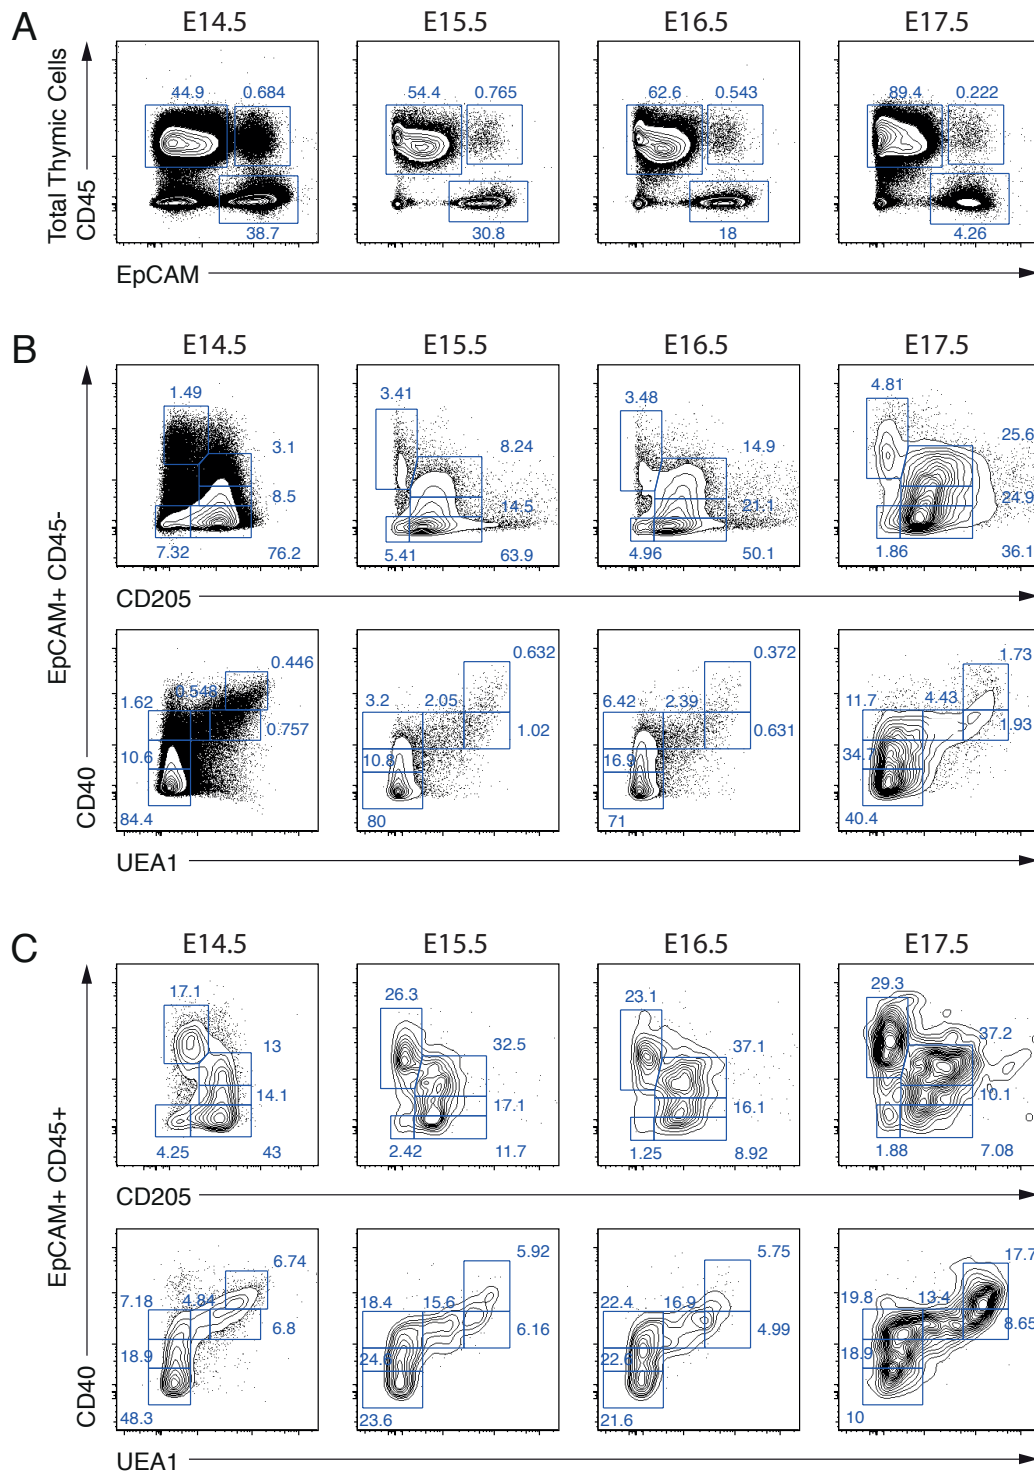 A
E14.5 E15.5 E16.5 E17.5
Total Thymic Cells
CD45
44.9 0.684 54.4 0.765 62.6 0.543 89.4 0.222
38.7 30.8 18 4.26
EpCAM
B
E14.5 E15.5 E16.5 E17.5
EpCAM+ CD45-
1.49 3.41 3.48 4.81
3.1 8.24 14.9 25.6
8.5 14.5 21.1 24.9
7.32 76.2 5.41 63.9 4.96 50.1 1.86 36.1
CD205
0.446 0.632 0.372 1.73
1.62 0.548 3.2 2.05 6.42 2.39 11.7 4.43
0.757 1.02 0.631 1.93
10.6 10.8 16.9 34.7
84.4 80 71 40.4
CD40
UEA1
C
E14.5 E15.5 E16.5 E17.5
EpCAM+ CD45+
17.1 26.3 23.1 29.3
13 32.5 37.1 37.2
14.1 17.1 16.1 10.1
4.25 43 2.42 11.7 1.25 8.92 1.88 7.08
CD205
6.74 5.92 5.75 17.7
7.18 4.84 18.4 15.6 22.4 16.9 19.8 13.4
6.8 6.16 4.99 8.65
18.9 18.9
48.3 23.6 21.6 10
CD40
UEA1